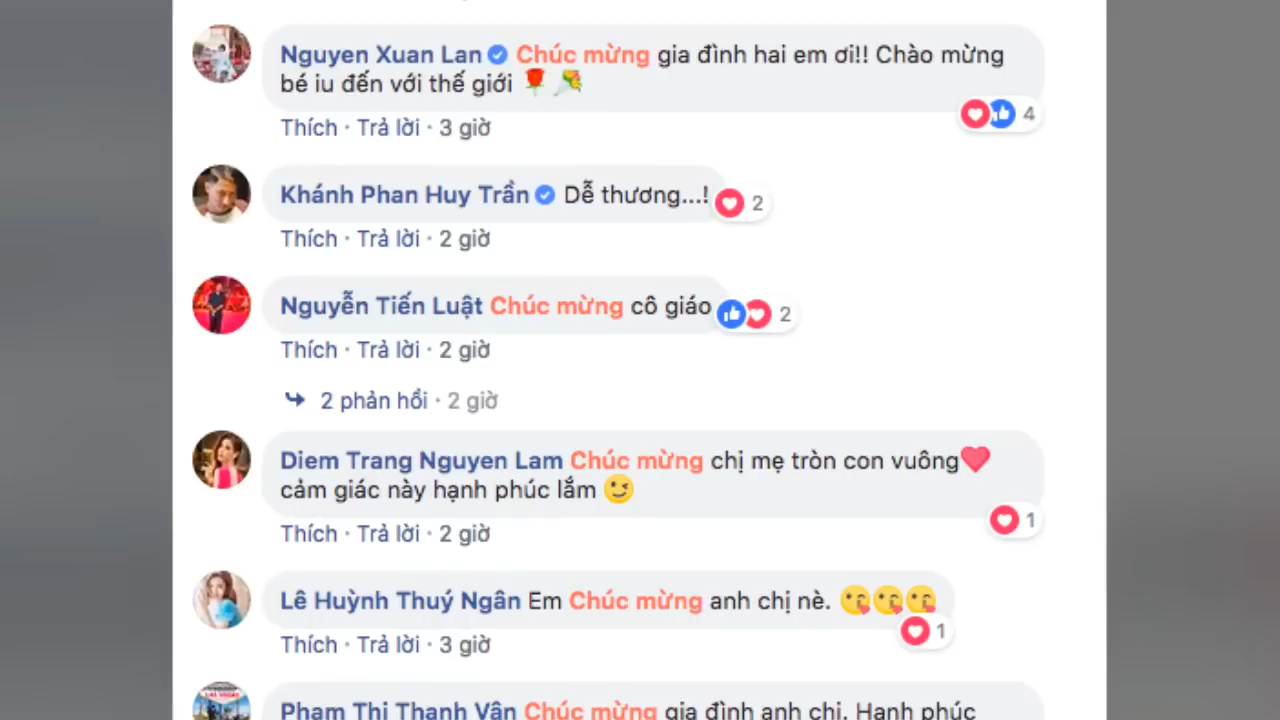 Nguyen Xuan Lan Chúc mừng gia đình hai em ơi!! Chào mừng
bé iu đến với thế giới
4
Thích · Trả lời · 3 giờ
Khánh Phan Huy Trần Dễ thương...!
2
Thích · Trả lời · 2 giờ
Nguyễn Tiến Luật Chúc mừng cô giáo
2
Thích · Trả lời · 2 giờ
2 phản hồi · 2 giờ
Diem Trang Nguyen Lam Chúc mừng chị mẹ tròn con vuông
cảm giác này hạnh phúc lắm
1
Thích · Trả lời · 2 giờ
Lê Huỳnh Thuý Ngân Em Chúc mừng anh chị nè.
1
Thích · Trả lời · 3 giờ
Phạm Thị Thanh Vân Chúc mừng gia đình anh chị. Hạnh phúc